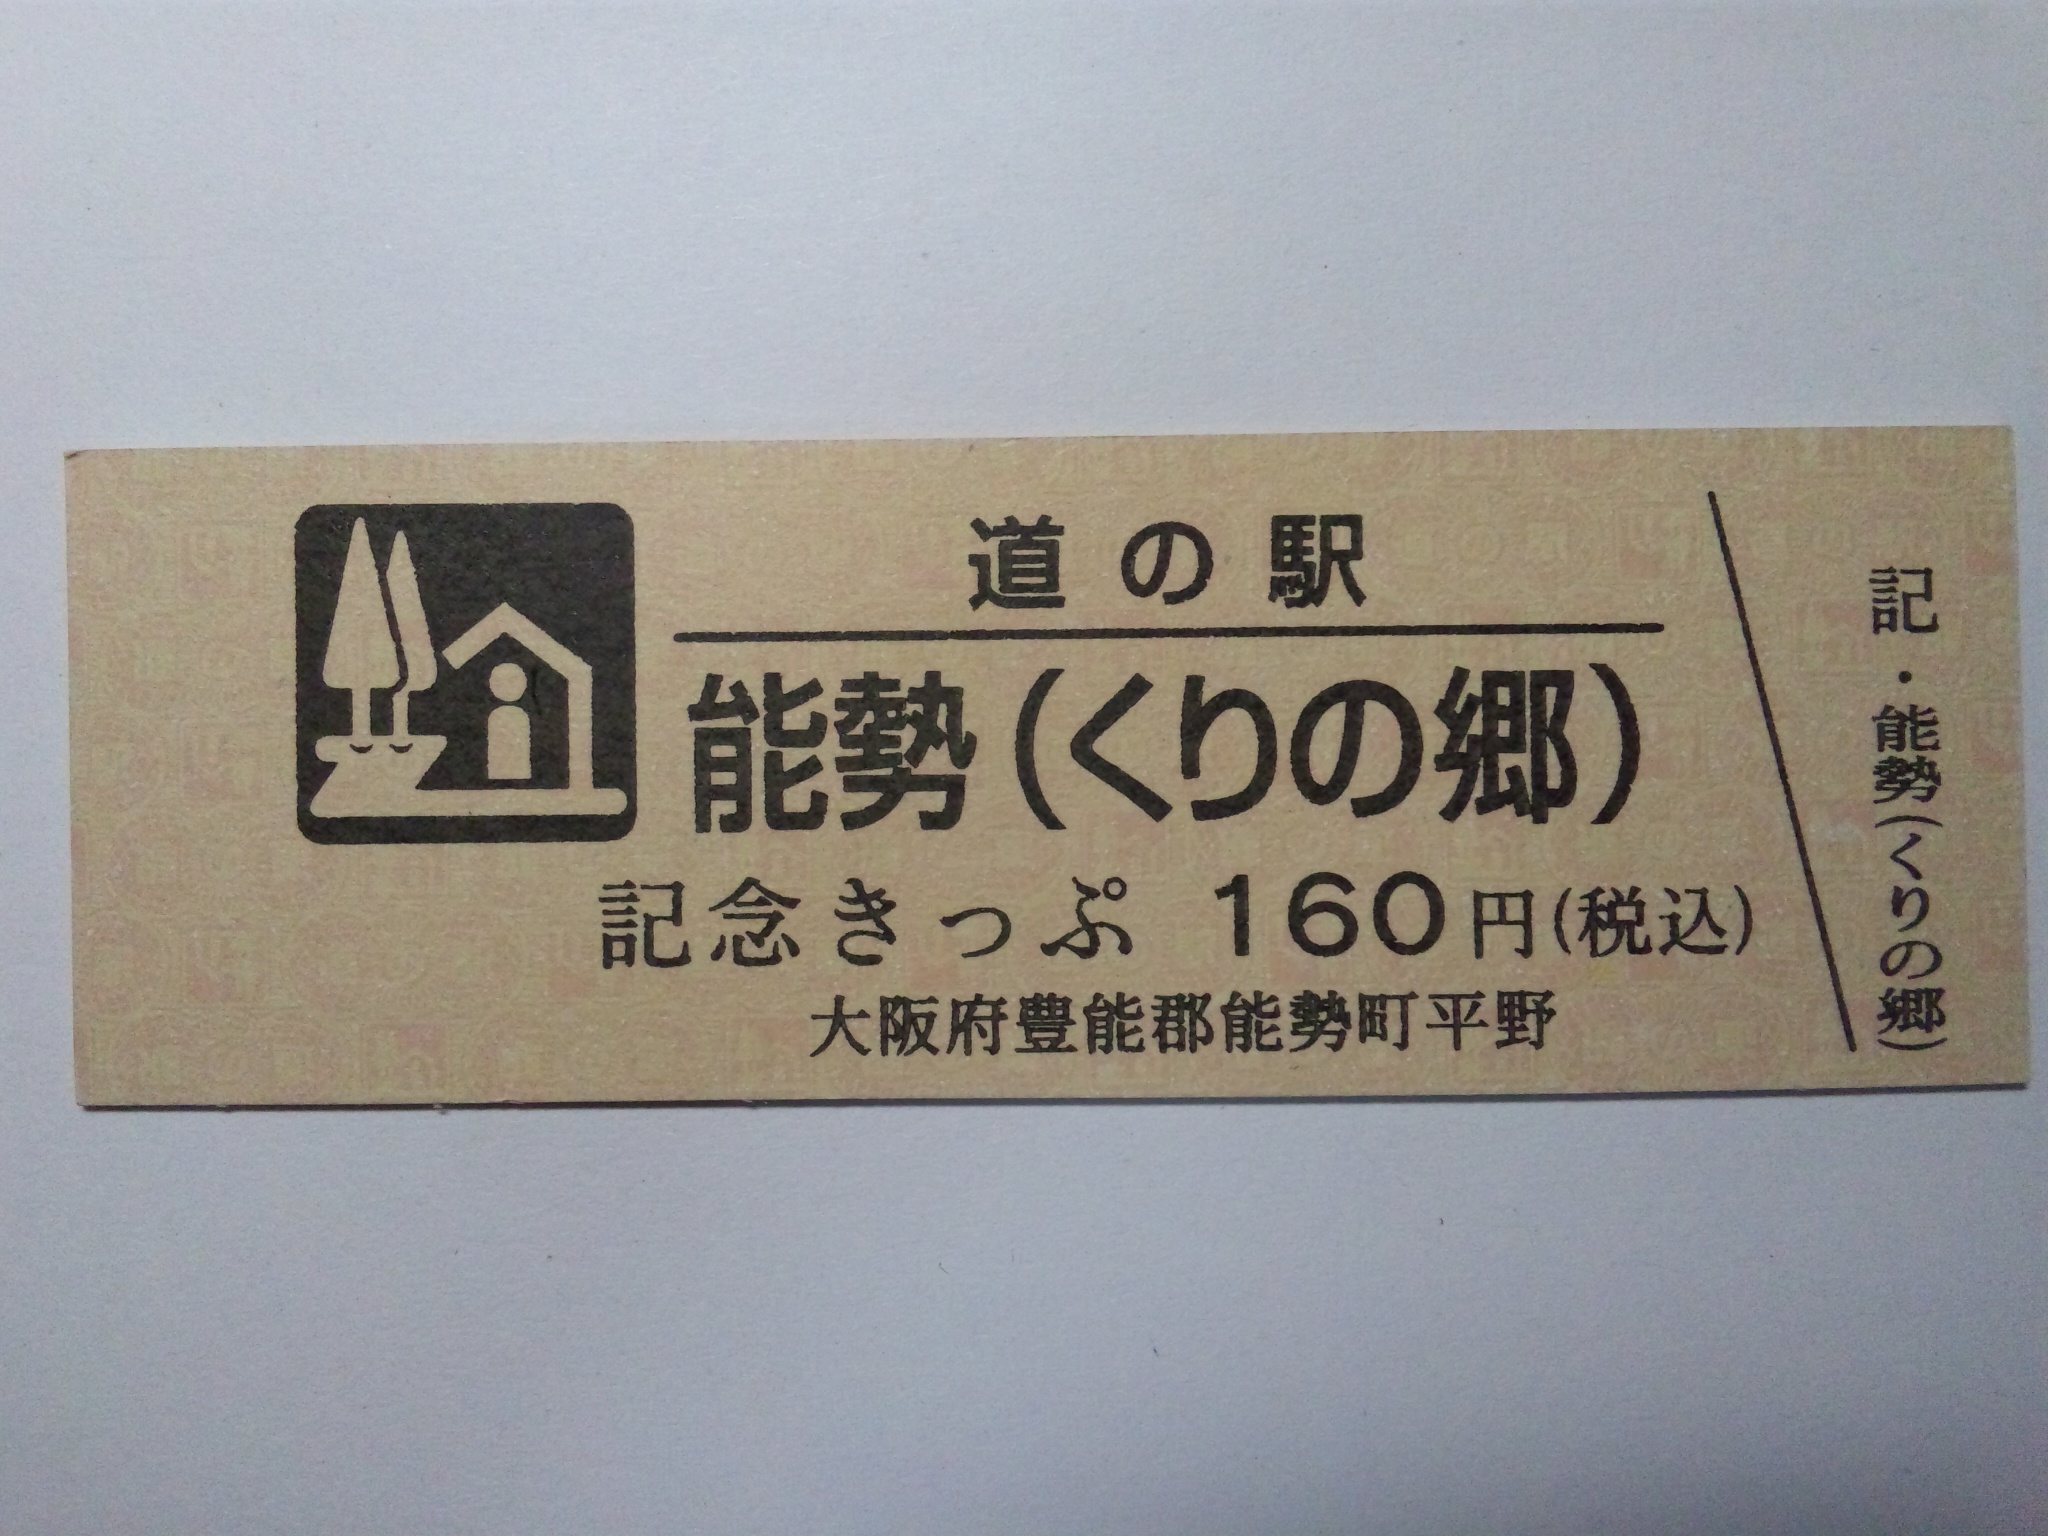 道の駅
能勢(くりの郷)
記念きっぷ 160円(税込)
大阪府豊能郡能勢町平野
記・能勢(くりの郷)